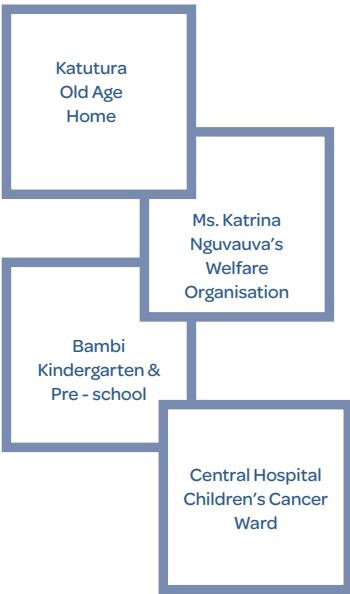 Katutura
Old Age
Home
Ms. Katrina
Nguvauva's
Welfare
Organisation
Bambi
Kindergarten &
Pre - school
Central Hospital
Children's Cancer
Ward